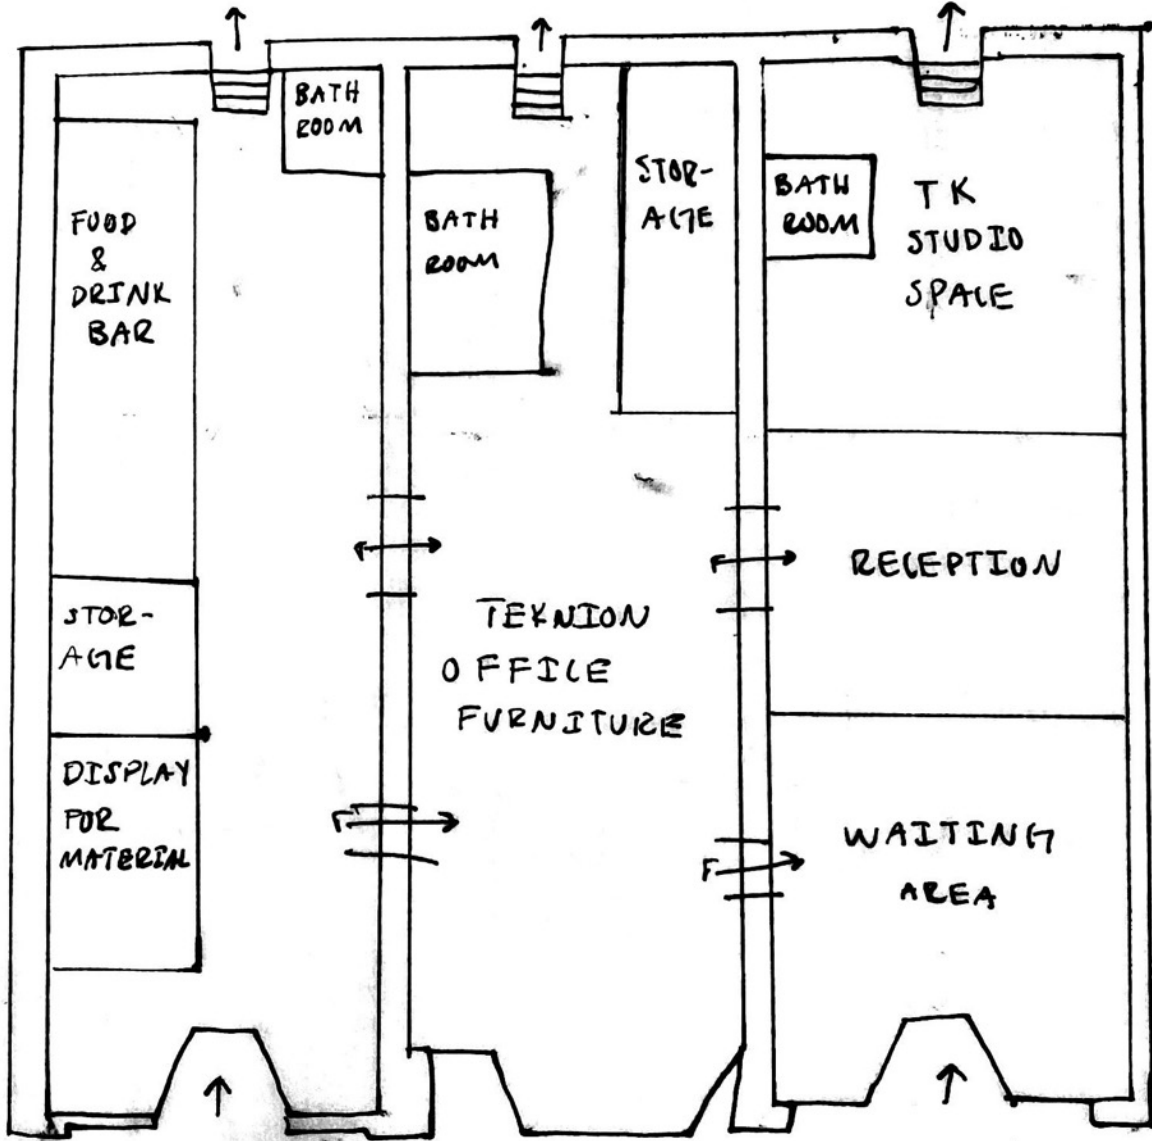 BATH
ROOM
FOOD
&
DRINK
BAR
STOR-
AGE
DISPLAY
FOR
MATERIAL
BATH
ROOM
STOR-
AGE
TEKNION
OFFICE
FURNITURE
BATH
ROOM
TK
STUDIO
SPACE
RECEPTION
WAITING
AREA